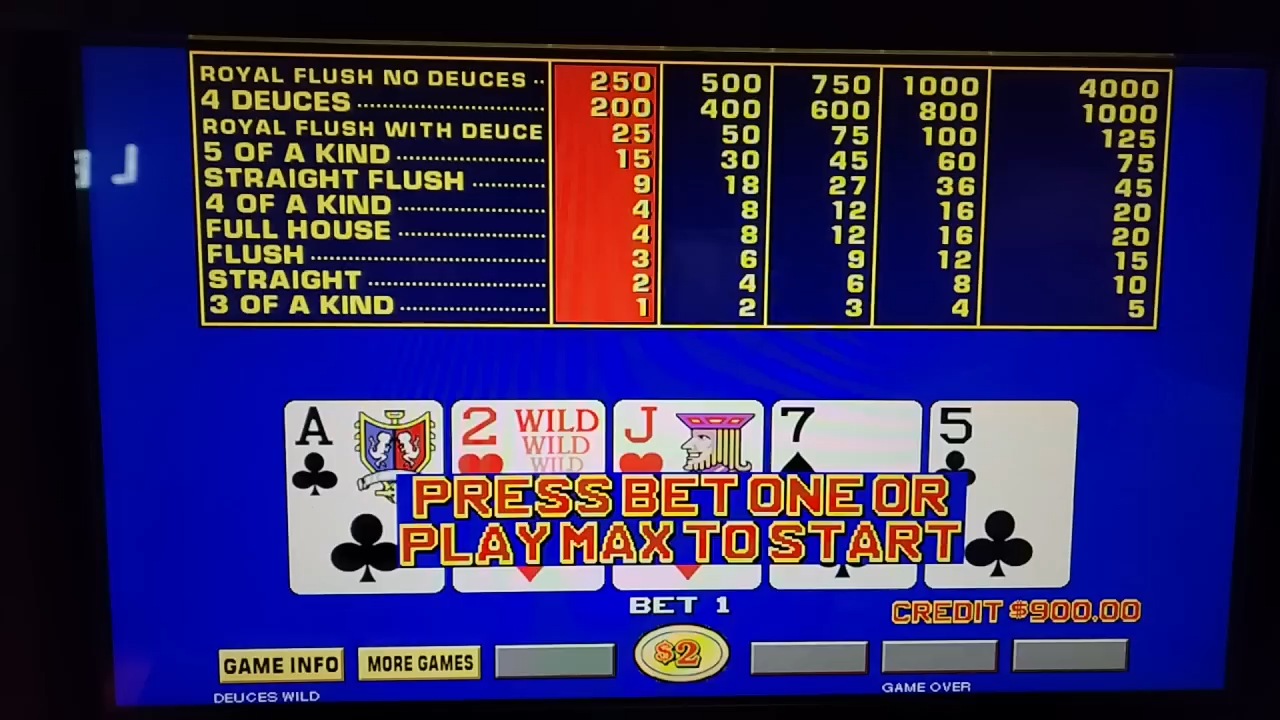 ROYAL FLUSH NO DEUCES .. 250 500 750 1000 4000
4 DEUCES 200 400 600 800 1000
ROYAL FLUSH WITH DEUCE 25 50 75 100 125
5 OF A KIND 15 30 45 60 75
STRAIGHT FLUSH 9 18 27 36 45
4 OF A KIND 4 8 12 16 20
FULL HOUSE 4 8 12 16 20
FLUSH 3 6 9 12 15
STRAIGHT 2 4 6 8 10
3 OF A KIND 1 2 3 4 5
A 2 WILD J 7 5
WILD
WILD
PRESS BET ONE OR
PLAY MAX TO START
BET 1
CREDIT $900.00
GAME INFO MORE GAMES $2
DEUCES WILD GAME OVER